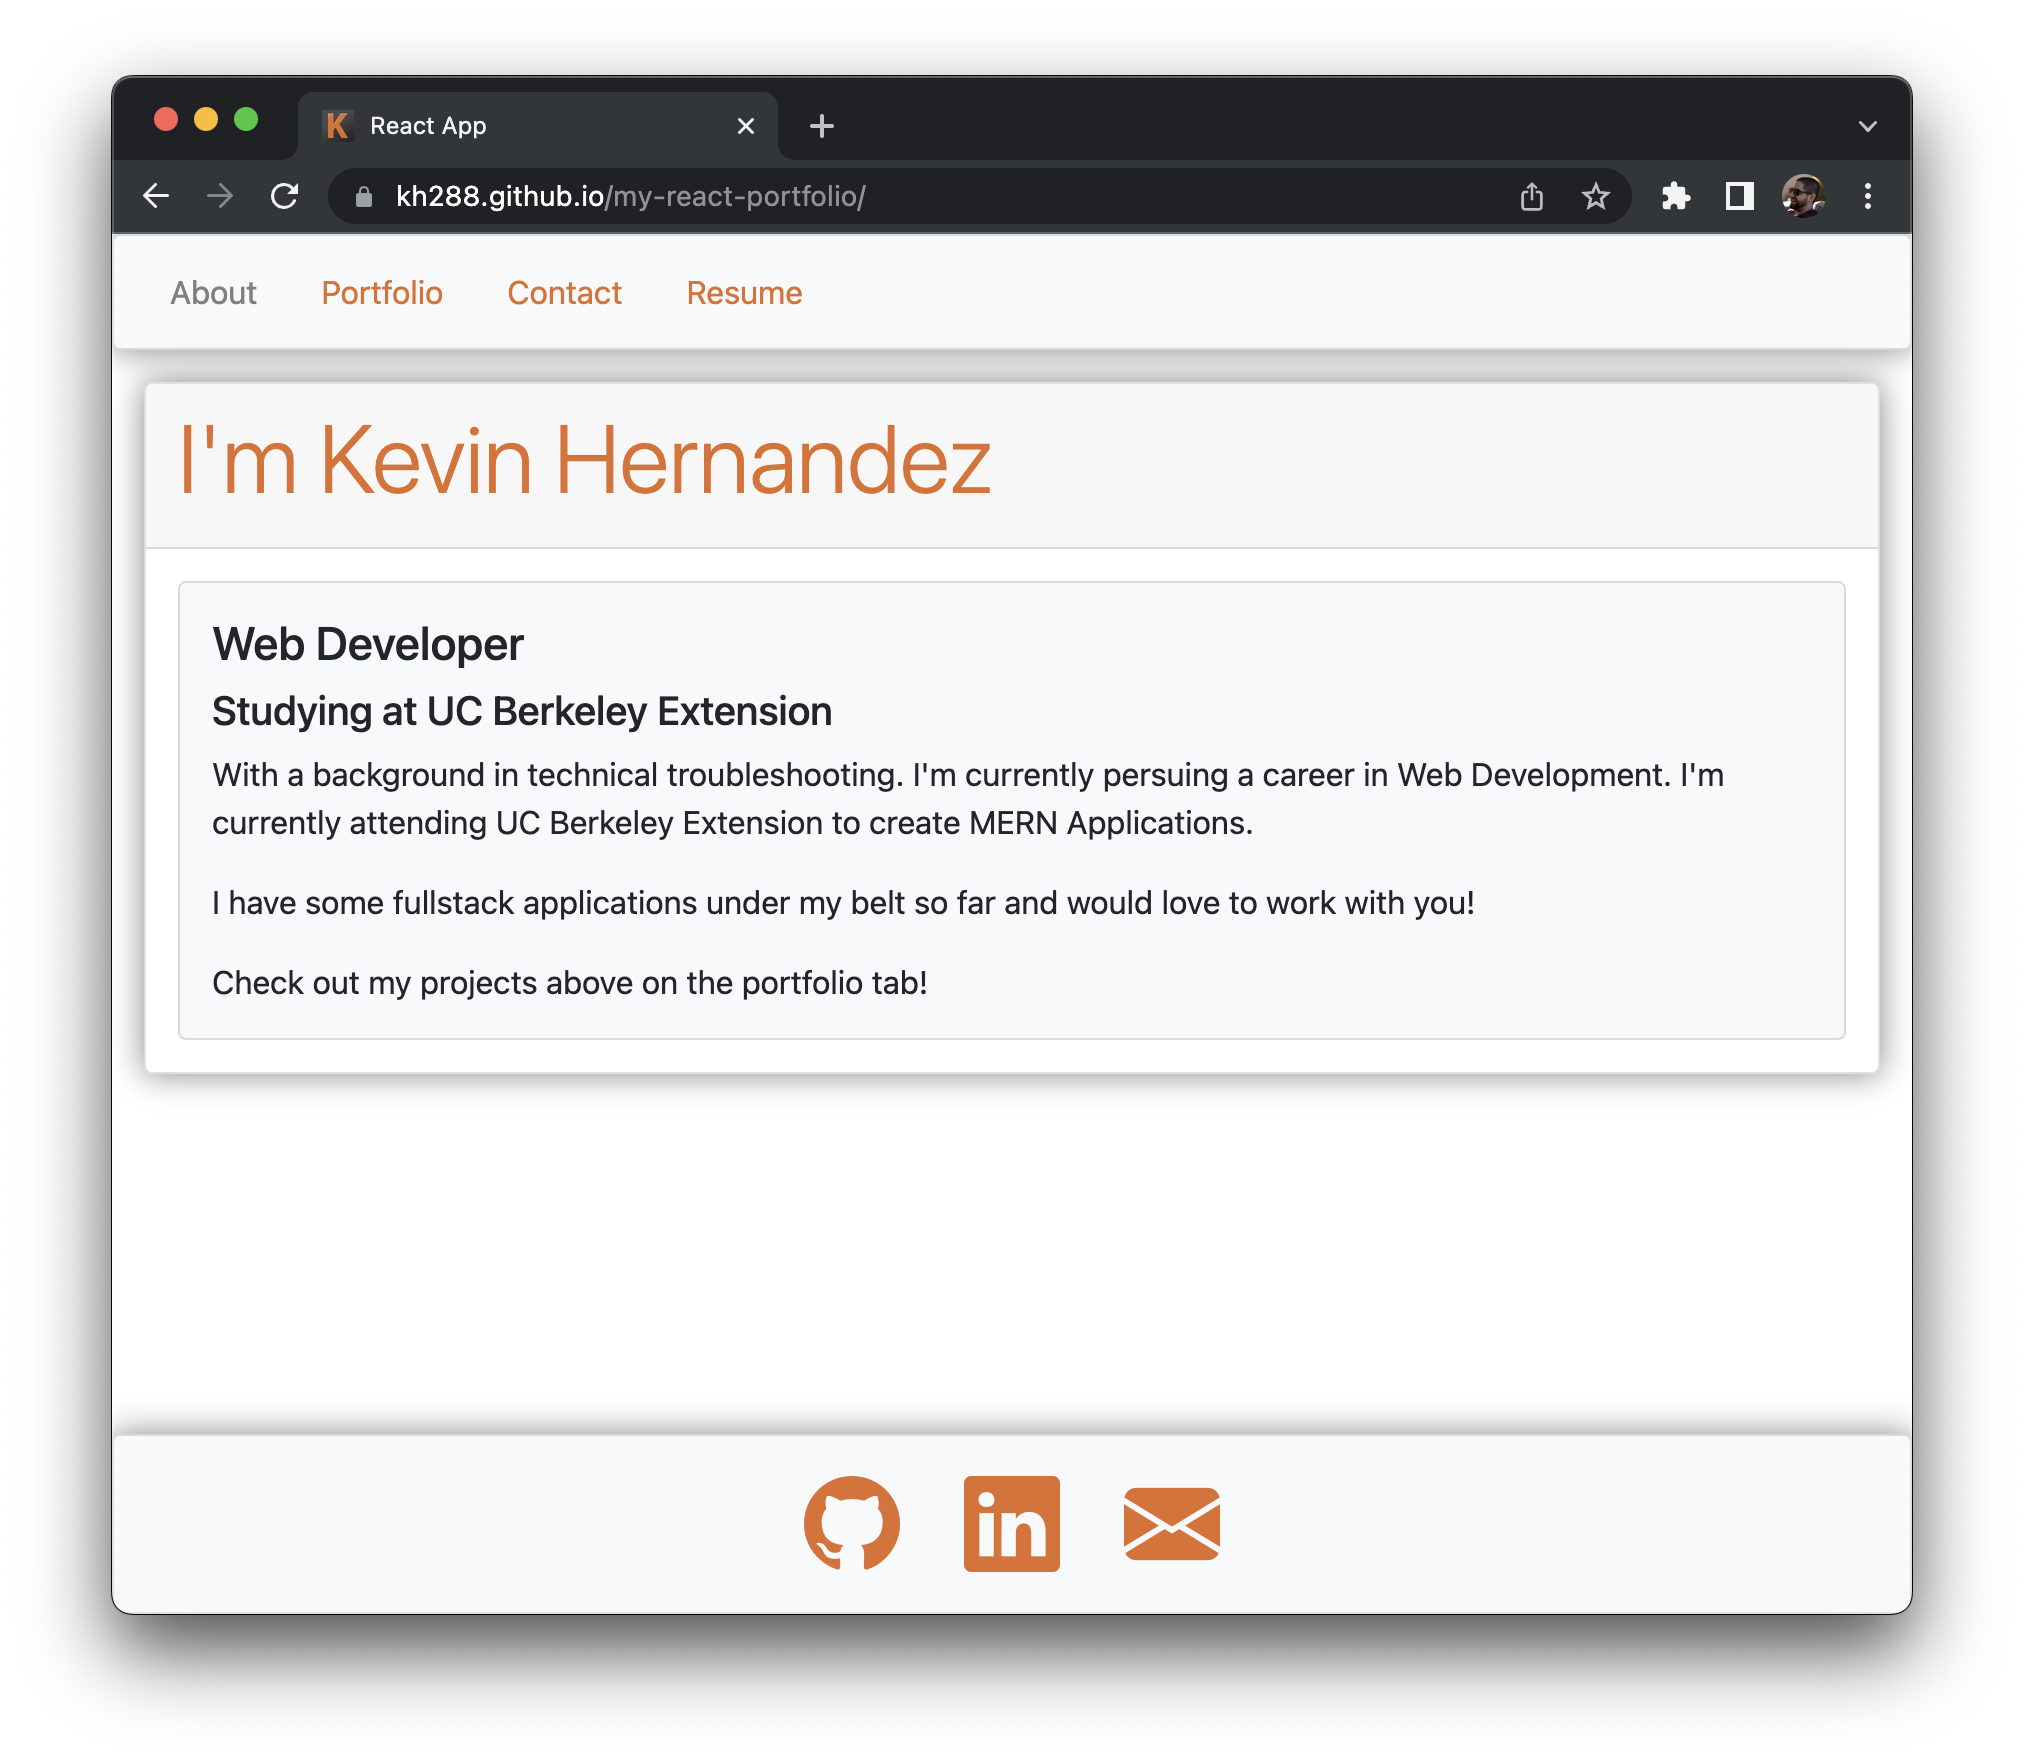 K React App
kh288.github.io/my-react-portfolio/
About Portfolio Contact Resume
I'm Kevin Hernandez
Web Developer
Studying at UC Berkeley Extension
With a background in technical troubleshooting. I'm currently persuing a career in Web Development. I'm
currently attending UC Berkeley Extension to create MERN Applications.
I have some fullstack applications under my belt so far and would love to work with you!
Check out my projects above on the portfolio tab!
in